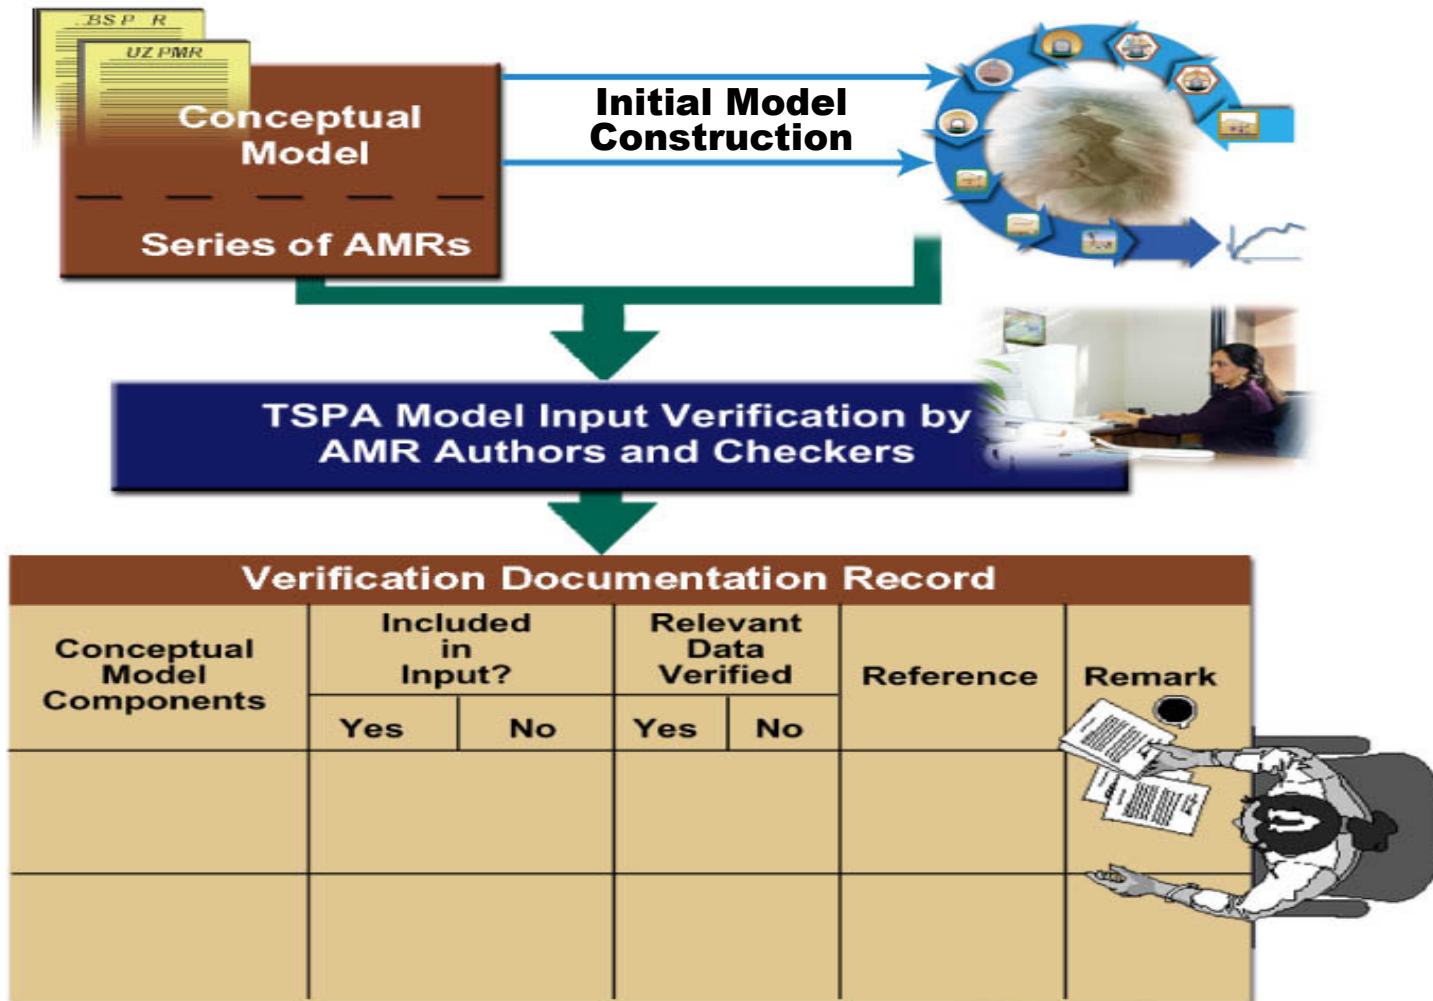 BSP R
UZ PMR
Conceptual
Model
Series of AMRs
Initial Model
Construction
TSPA Model Input Verification by
AMR Authors and Checkers
Verification Documentation Record
Conceptual
Model
Components
Included
in
Input?
Relevant
Data
Verified
Reference
Remark
Yes
No
Yes
No